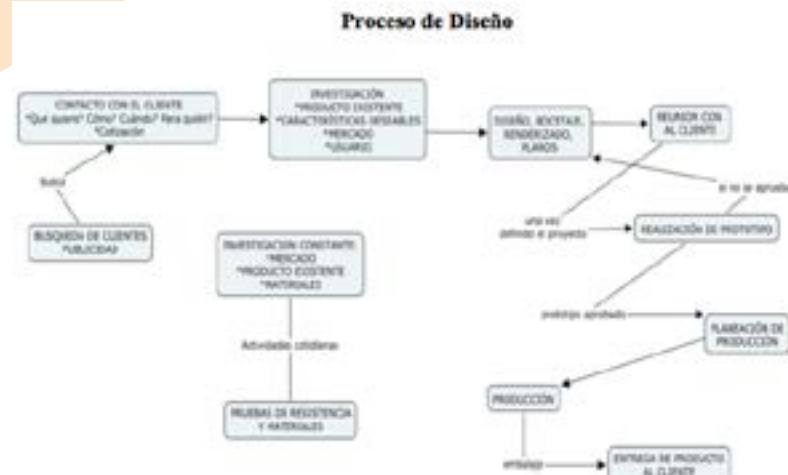 Proceso de Diseño
CONTACTO CON EL CLIENTE
*Qué quiere? Cómo? Cuándo? Para quién?
*Cotización
INVESTIGACIÓN
*PRODUCTO EXISTENTE
*CARACTERÍSTICAS DESEABLES
*MERCADO
*USUARIO
DISEÑO, BOCETAJE,
RENDERIZADO,
PLANOS
REUNION CON
AL CLIENTE
si no se aprueba
BUSQUEDA DE CLIENTES
*PUBLICIDAD
INVESTIGACION CONSTANTE
*MERCADO
*PRODUCTO EXISTENTE
*MATERIALES
una vez
definido el proyecto
REALIZACIÓN DE PROTOTIPO
prototipo aprobado
PLANEACIÓN DE
PRODUCCIÓN
Actividades cotidianas
PRUEBAS DE RESISTENCIA
Y MATERIALES
PRODUCCIÓN
embalaje
ENTREGA DE PRODUCTO
AL CLIENTE